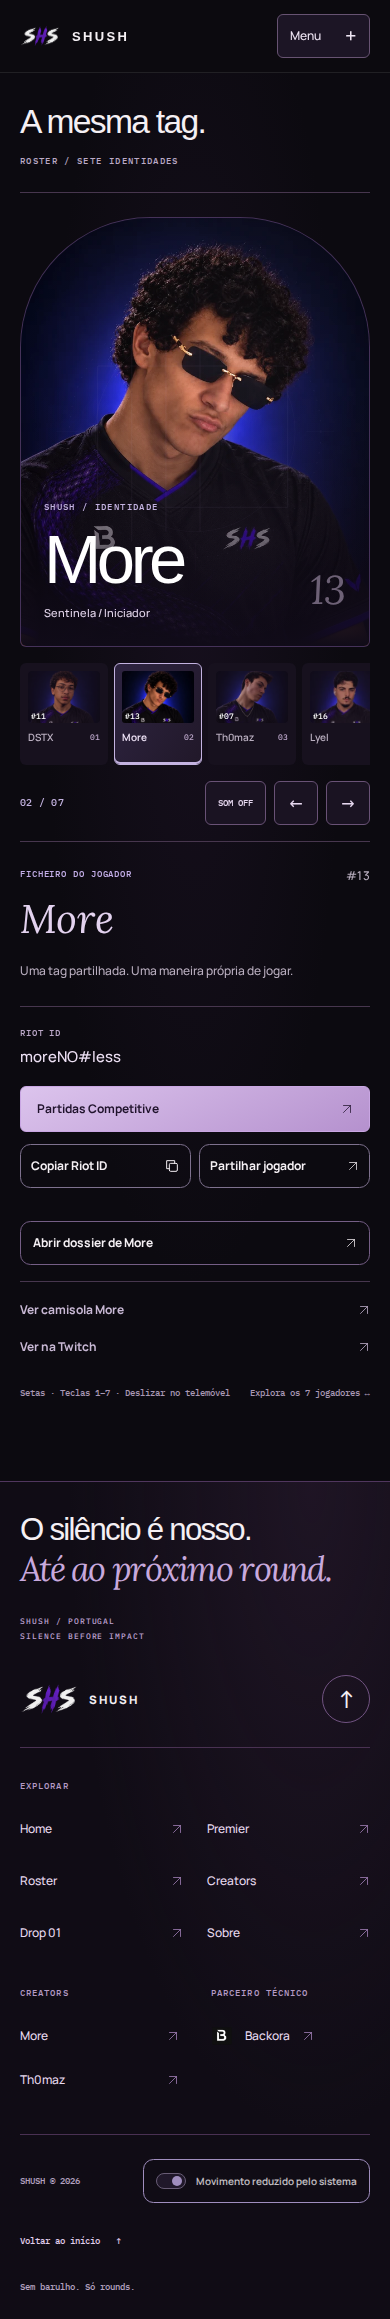 SHS SHUSH
Menu +
A mesma tag.
ROSTER / SETE IDENTIDADES
SHUSH / IDENTIDADE
B SHS
More
13
Sentinela / Iniciador
#11 #13 #07 #16
DSTX 01 More 02 Th0maz 03 Lyel
02 / 07
SOM OFF ← →
FICHEIRO DO JOGADOR #13
More
Uma tag partilhada. Uma maneira própria de jogar.
RIOT ID
moreNO#less
Partidas Competitive
Copiar Riot ID
Partilhar jogador
Abrir dossier de More
Ver camisola More
Ver na Twitch
Setas · Teclas 1–7 · Deslizar no telemóvel Explora os 7 jogadores ↔
O silêncio é nosso.
Até ao próximo round.
SHUSH / PORTUGAL
SILENCE BEFORE IMPACT
SHS SHUSH
↑
EXPLORAR
Home
Premier
Roster
Creators
Drop 01
Sobre
CREATORS
PARCEIRO TÉCNICO
More
B Backora
Th0maz
SHUSH © 2026
Movimento reduzido pelo sistema
Voltar ao início ↑
Sem barulho. Só rounds.